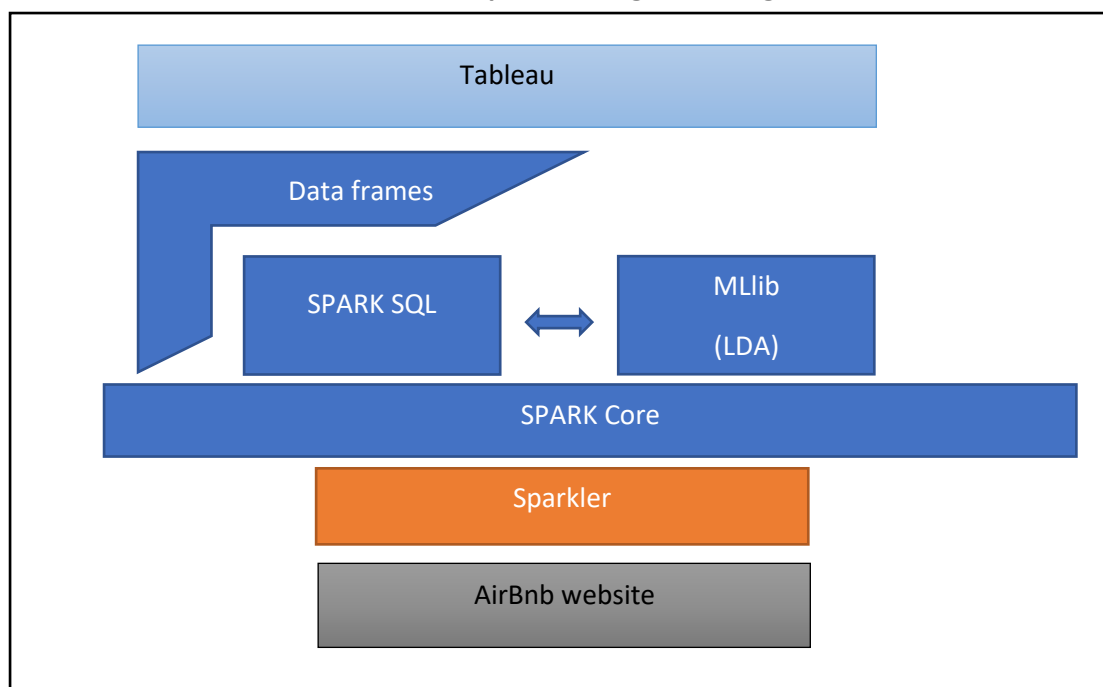 Tableau
Data frames
SPARK SQL
MLlib
(LDA)
SPARK Core
Sparkler
AirBnb website